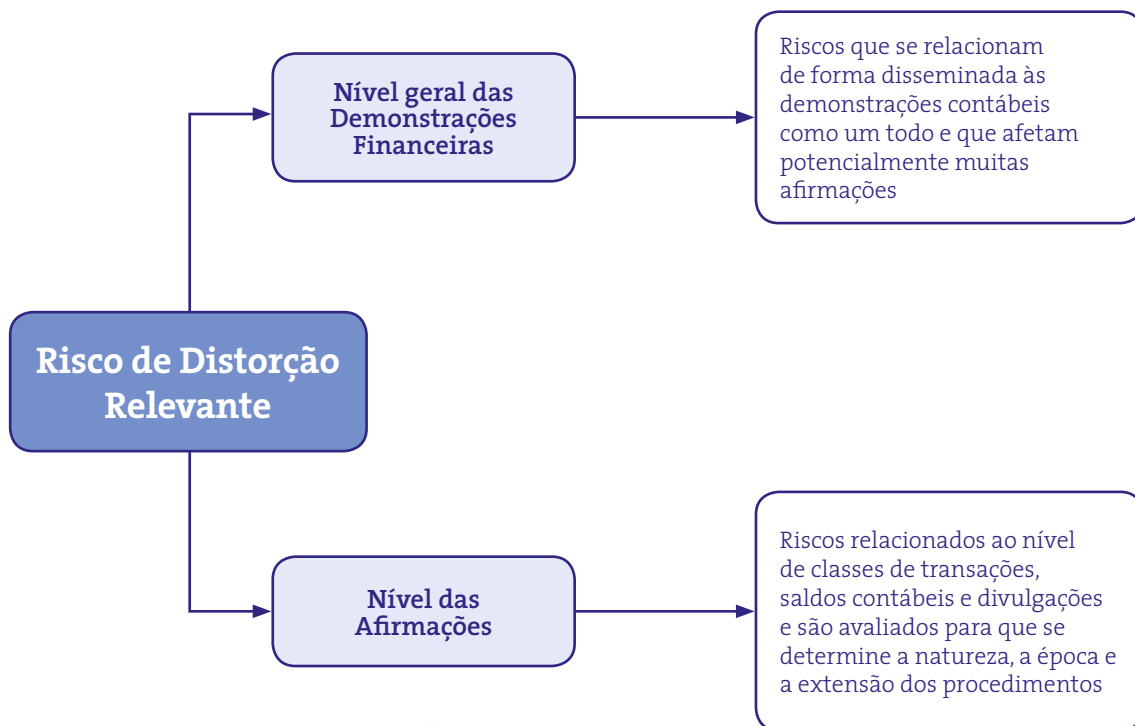 Nível geral das
Demonstrações
Financeiras
Riscos que se relacionam
de forma disseminada às
demonstrações contábeis
como um todo e que afetam
potencialmente muitas
afirmações
Risco de Distorção
Relevante
Nível das
Afirmações
Riscos relacionados ao nível
de classes de transações,
saldos contábeis e divulgações
e são avaliados para que se
determine a natureza, a época e
a extensão dos procedimentos